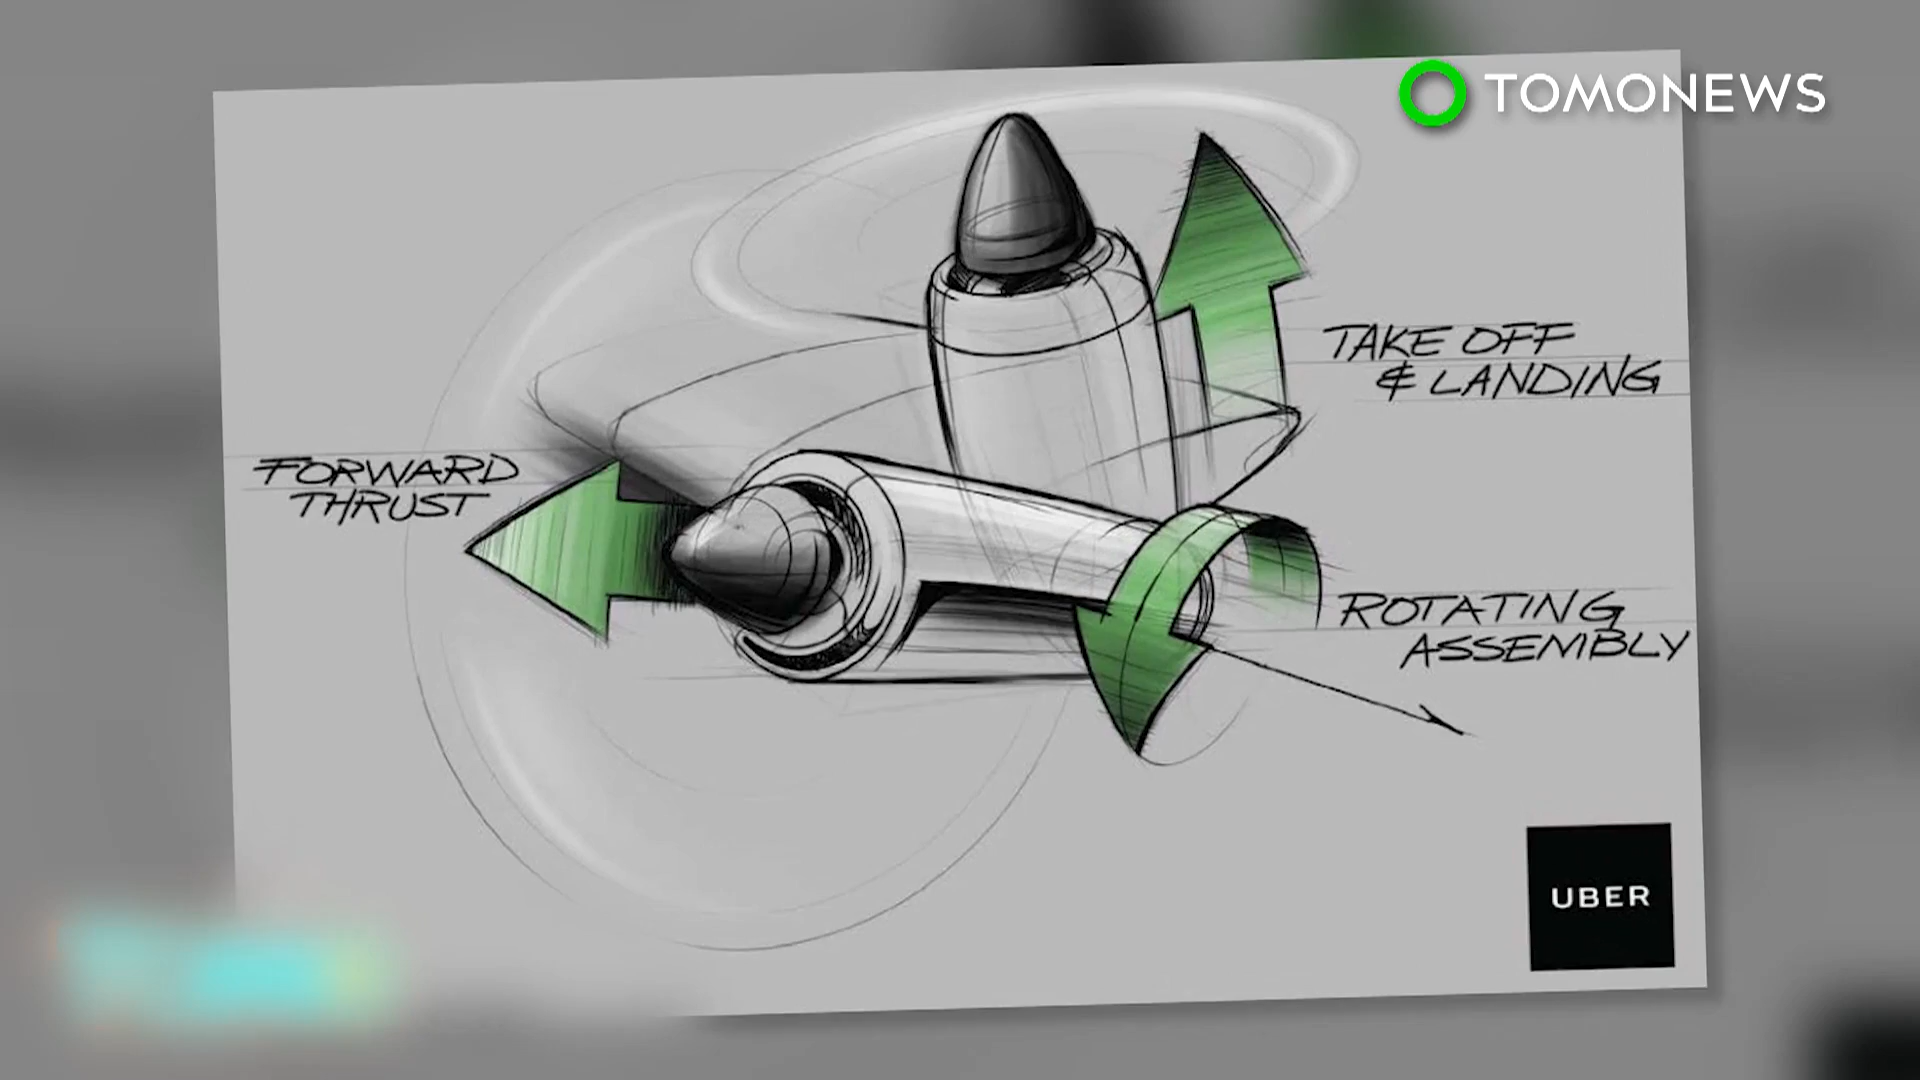 TOMONEWS
TAKE OFF
& LANDING
FORWARD
THRUST
ROTATING
ASSEMBLY
UBER